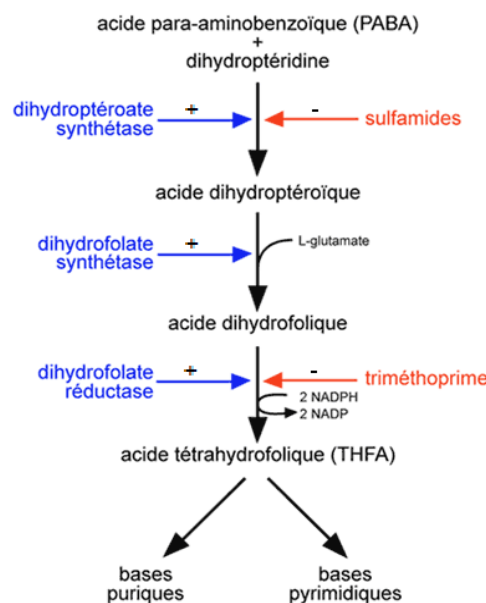 acide para-aminobenzoïque (PABA)
+
dihydroptéridine
dihydroptéroate
synthétase
+
-
sulfamides
acide dihydroptéroïque
dihydrofolate
synthétase
+
L-glutamate
acide dihydrofolique
dihydrofolate
réductase
+
-
triméthoprime
2 NADPH
2 NADP
acide tétrahydrofolique (THFA)
bases
puriques
bases
pyrimidiques